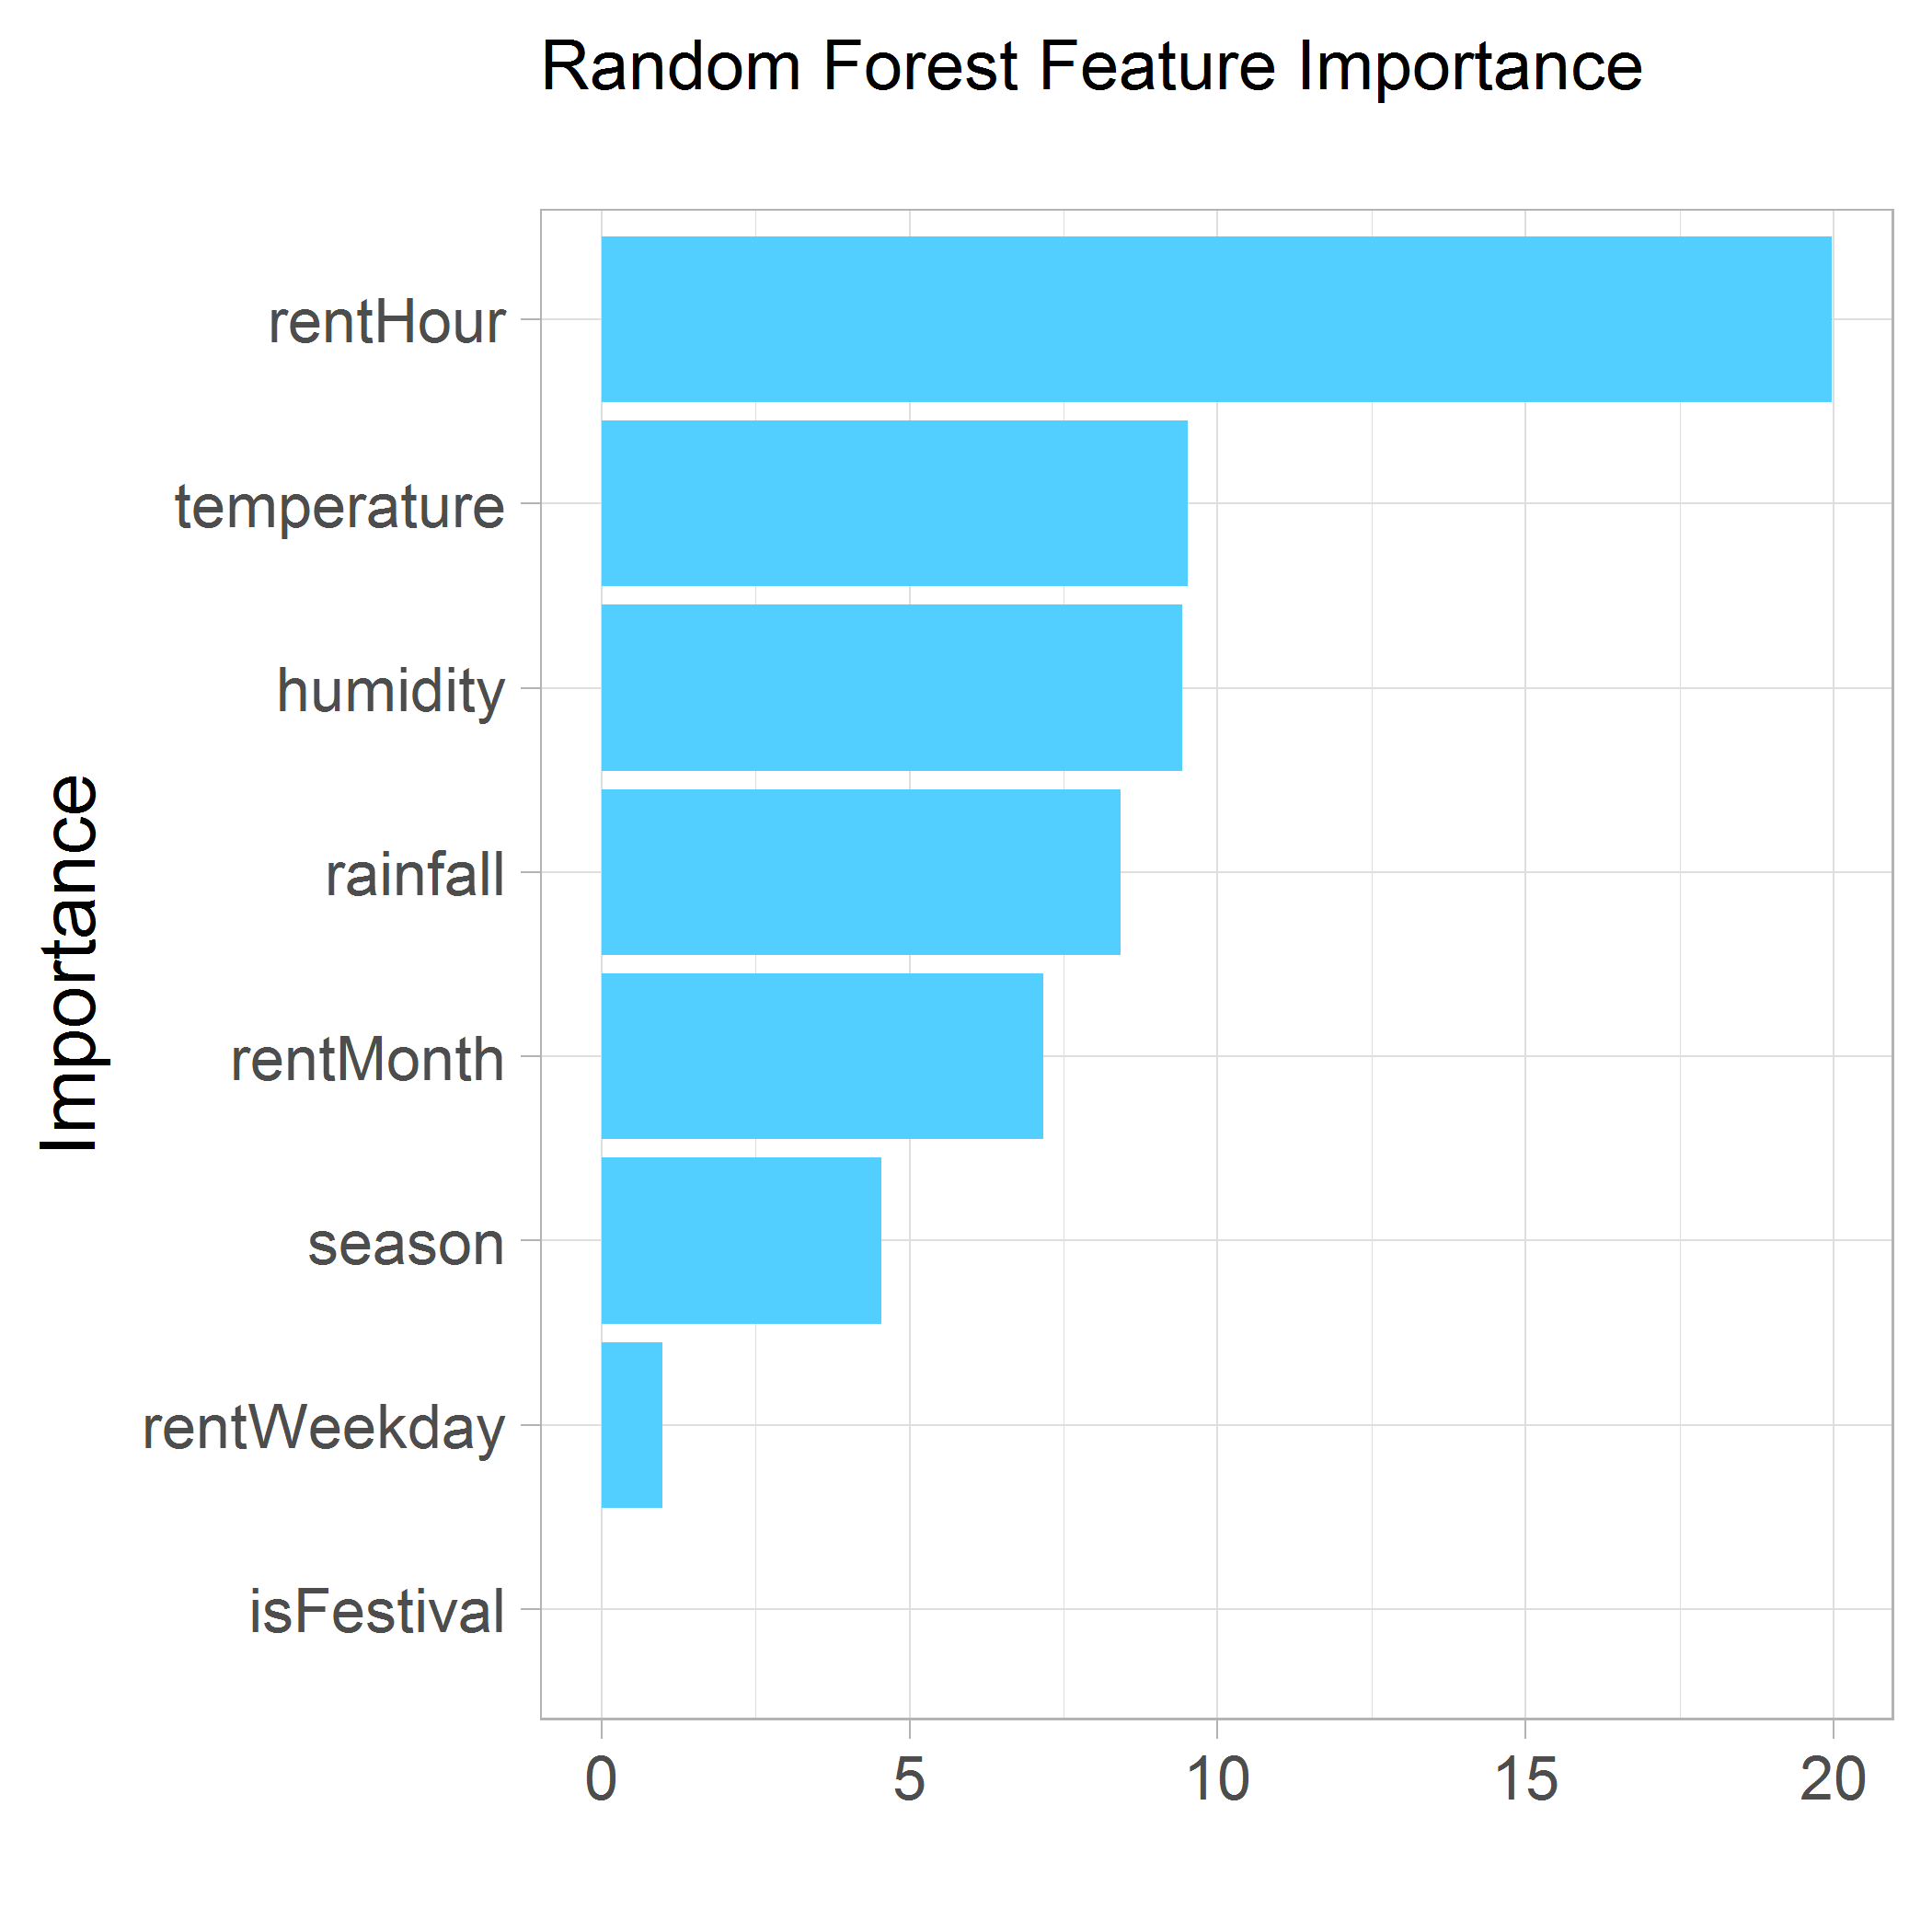 Random Forest Feature Importance
Importance
rentHour
temperature
humidity
rainfall
rentMonth
season
rentWeekday
isFestival
0 5 10 15 20